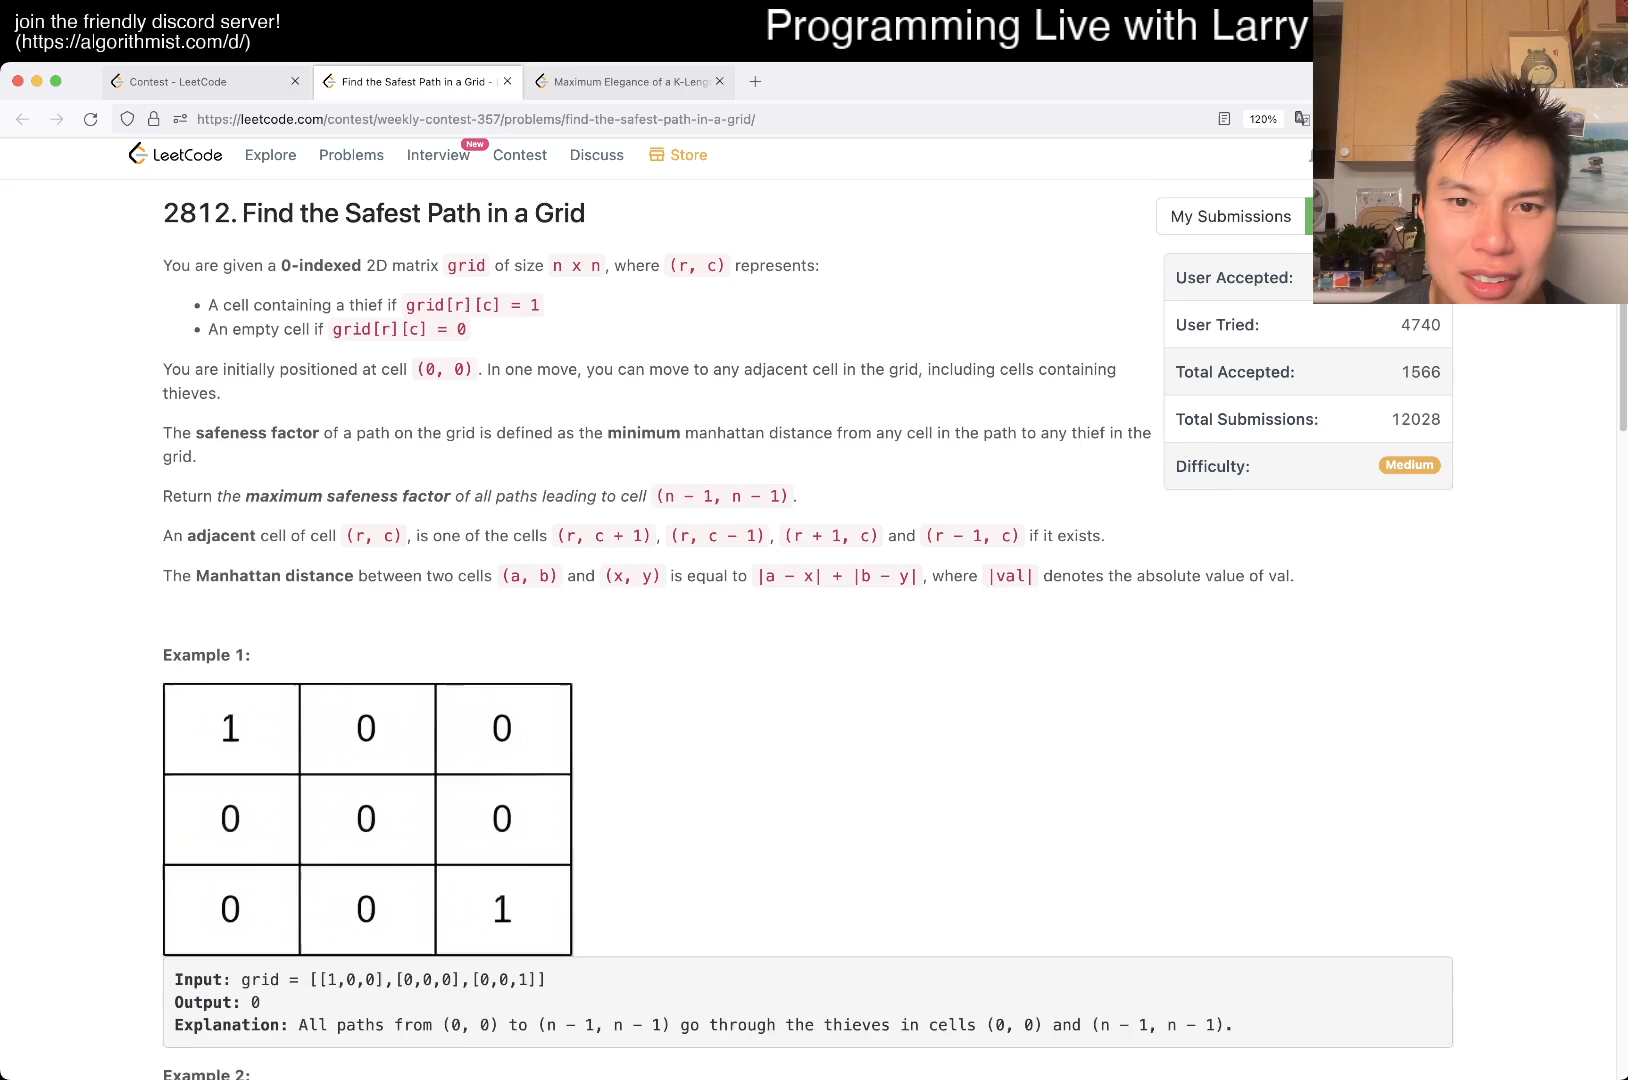 join the friendly discord server!
(https://algorithmist.com/d/)
Programming Live with Larry
Contest - LeetCode
Find the Safest Path in a Grid -
Maximum Elegance of a K-Leng
https://leetcode.com/contest/weekly-contest-357/problems/find-the-safest-path-in-a-grid/
120%
LeetCode
Explore
Problems
Interview
New
Contest
Discuss
Store
2812. Find the Safest Path in a Grid
My Submissions
You are given a 0-indexed 2D matrix grid of size n x n, where (r, c) represents:
• A cell containing a thief if grid[r][c] = 1
• An empty cell if grid[r][c] = 0
You are initially positioned at cell (0, 0). In one move, you can move to any adjacent cell in the grid, including cells containing
thieves.
The safeness factor of a path on the grid is defined as the minimum manhattan distance from any cell in the path to any thief in the
grid.
Return the maximum safeness factor of all paths leading to cell (n - 1, n - 1).
An adjacent cell of cell (r, c), is one of the cells (r, c + 1), (r, c - 1), (r + 1, c) and (r - 1, c) if it exists.
The Manhattan distance between two cells (a, b) and (x, y) is equal to |a - x| + |b - y|, where |val| denotes the absolute value of val.
User Accepted:
User Tried: 4740
Total Accepted: 1566
Total Submissions: 12028
Difficulty: Medium
Example 1:
1 0 0
0 0 0
0 0 1
Input: grid = [[1,0,0],[0,0,0],[0,0,1]]
Output: 0
Explanation: All paths from (0, 0) to (n - 1, n - 1) go through the thieves in cells (0, 0) and (n - 1, n - 1).
Example 2: